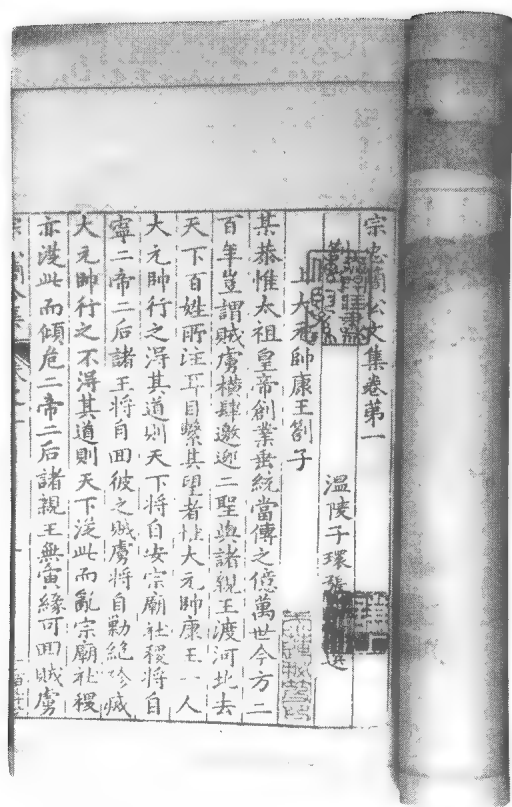 宗忠簡公文集卷第一
溫陵子環張 選
上大元帥康王劄子
某恭惟太祖皇帝創業垂統當傳之億萬世今方二
百年豈謂賊虜橫肆邀迎二聖與諸親王渡河北去
天下百姓所注耳目繫其望者惟大元帥康王一人
大元帥行之得其道則天下將自安宗廟社稷將自
寧二帝二后諸王將自回彼之賊虜將自勦絕殄滅
大元帥行之不得其道則天下從此而亂宗廟社稷
亦從此而傾危二帝二后諸親王無夤緣可回賊虜